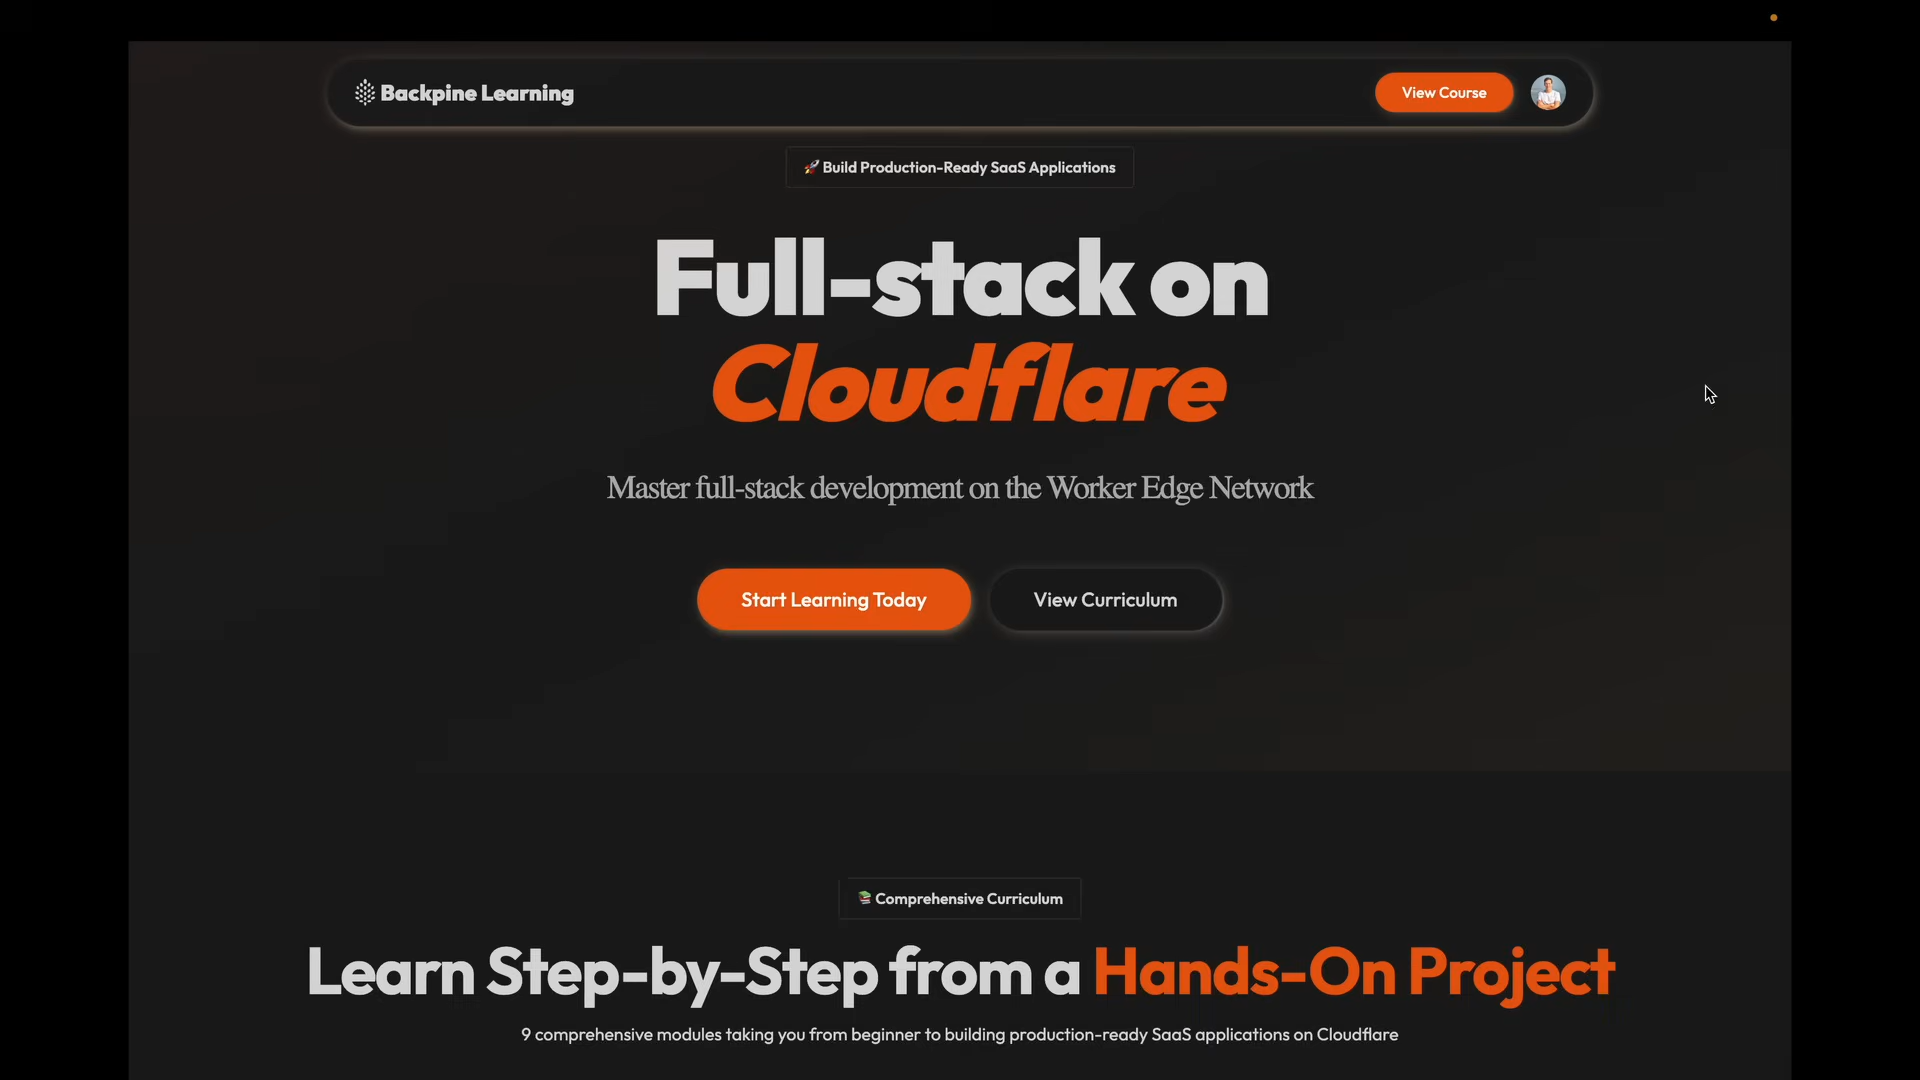 Backpine Learning
View Course
🚀 Build Production-Ready SaaS Applications
Full-stack on
Cloudflare
Master full-stack development on the Worker Edge Network
Start Learning Today
View Curriculum
📚 Comprehensive Curriculum
Learn Step-by-Step from a Hands-On Project
9 comprehensive modules taking you from beginner to building production-ready SaaS applications on Cloudflare